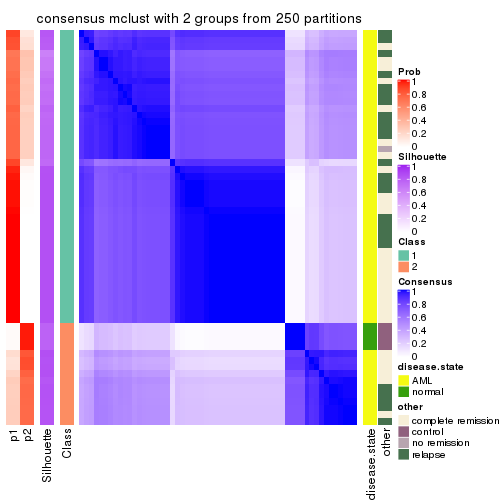 consensus mclust with 2 groups from 250 partitions
Prob
1
0.8
0.6
0.4
0.2
0
Silhouette
1
0.8
0.6
0.4
0.2
0
Class
1
2
Consensus
1
0.8
0.6
0.4
0.2
0
disease.state
AML
normal
other
complete remission
control
no remission
relapse
p1
p2
Silhouette
Class
disease.state
other